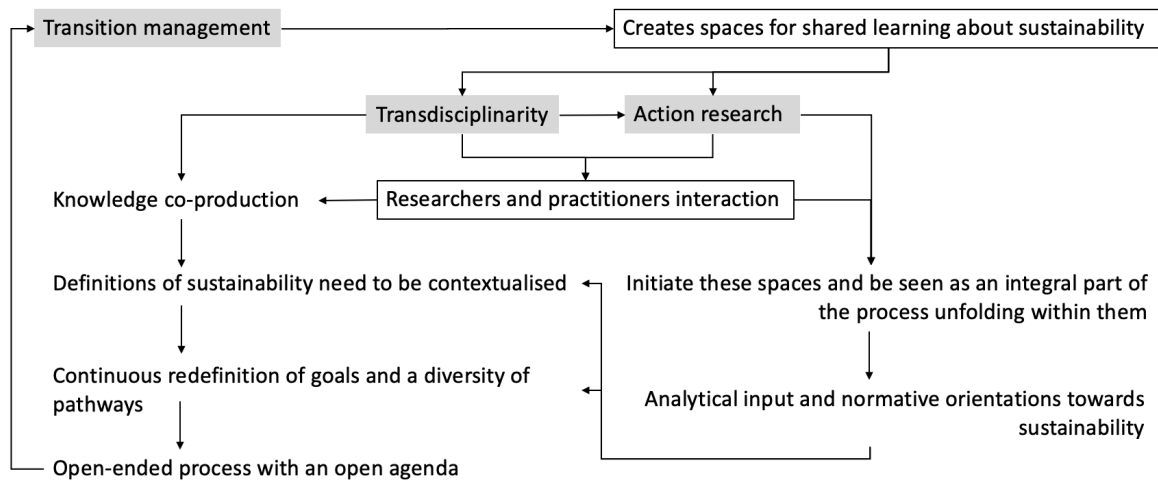 Transition management
Creates spaces for shared learning about sustainability
Transdisciplinarity
Action research
Knowledge co-production
Researchers and practitioners interaction
Definitions of sustainability need to be contextualised
Initiate these spaces and be seen as an integral part of
the process unfolding within them
Continuous redefinition of goals and a diversity of
pathways
Analytical input and normative orientations towards
sustainability
Open-ended process with an open agenda